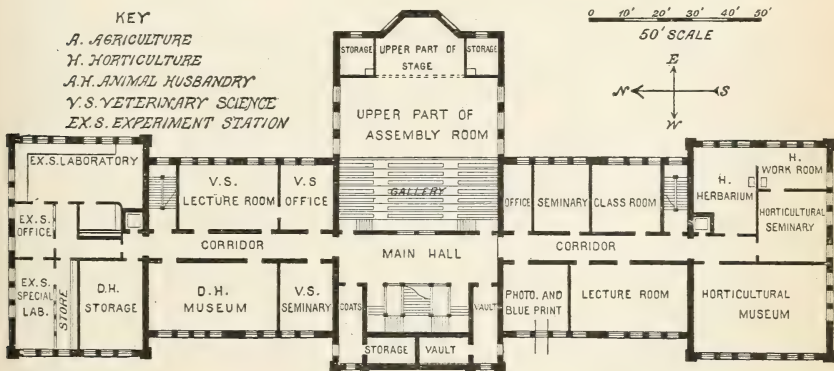 KEY
A. AGRICULTURE
H. HORTICULTURE
A.H. ANIMAL HUSBANDRY
V.S. VETERINARY SCIENCE
EX.S. EXPERIMENT STATION
0 10' 20' 30' 40' 50'
50' SCALE
E
N S
W
STORAGE
UPPER PART OF
STAGE
STORAGE
UPPER PART OF
ASSEMBLY ROOM
GALLERY
EX.S. LABORATORY
V.S.
LECTURE ROOM
V.S
OFFICE
OFFICE
SEMINARY
CLASS ROOM
H.
HERBARIUM
H.
WORK ROOM
HORTICULTURAL
SEMINARY
EX.S.
OFFICE
CORRIDOR
MAIN HALL
CORRIDOR
EX.S.
SPECIAL
LAB.
STORE
D.H.
STORAGE
D.H.
MUSEUM
V.S.
SEMINARY
COATS
VAULT
PHOTO. AND
BLUE PRINT
LECTURE ROOM
HORTICULTURAL
MUSEUM
STORAGE
VAULT